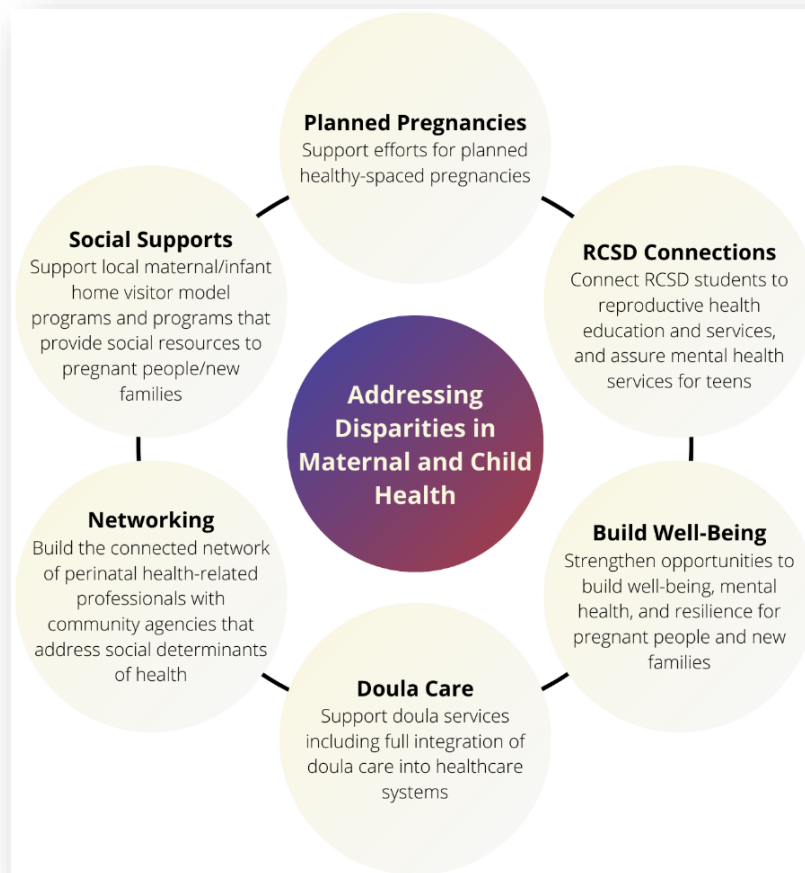 Planned Pregnancies
Support efforts for planned
healthy-spaced pregnancies
RCSD Connections
Connect RCSD students to
reproductive health
education and services,
and assure mental health
services for teens
Build Well-Being
Strengthen opportunities to
build well-being, mental
health, and resilience for
pregnant people and new
families
Doula Care
Support doula services
including full integration of
doula care into healthcare
systems
Networking
Build the connected network
of perinatal health-related
professionals with
community agencies that
address social determinants
of health
Social Supports
Support local maternal/infant
home visitor model
programs and programs that
provide social resources to
pregnant people/new
families
Addressing
Disparities in
Maternal and Child
Health